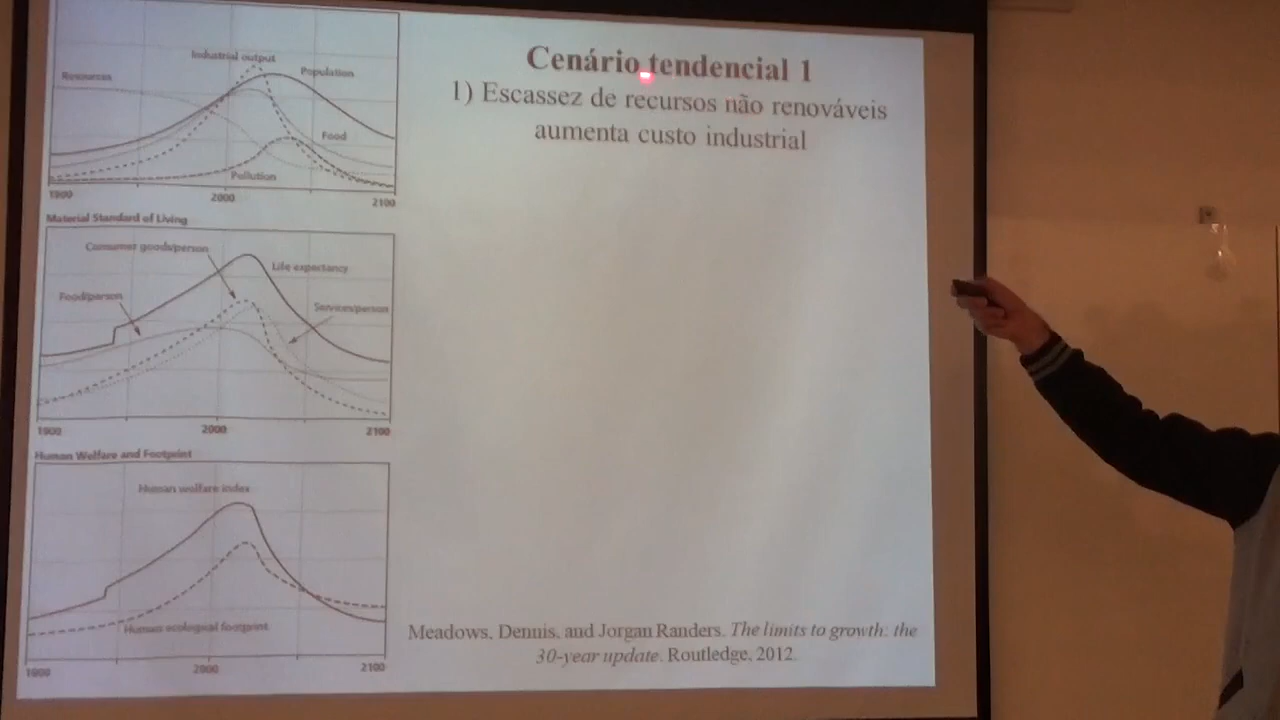 Industrial output
Resources
Population
Food
Pollution
1900
2000
2100
Material Standard of Living
Consumer goods/person
Life expectancy
Food/person
Services/person
1900
2000
2100
Human Welfare and Footprint
Human welfare index
Human ecological footprint
1900
2000
2100
Cenário tendencial 1
1) Escassez de recursos não renováveis
aumenta custo industrial
Meadows, Dennis, and Jorgan Randers. The limits to growth: the
30-year update. Routledge, 2012.